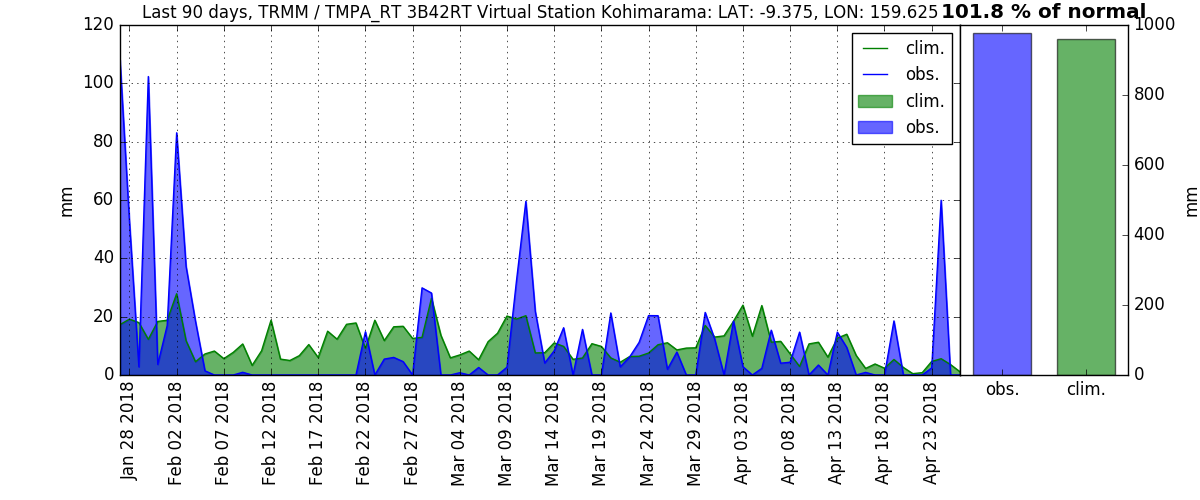 Last 90 days, TRMM / TMPA_RT 3B42RT Virtual Station Kohimarama: LAT: -9.375, LON: 159.625
101.8 % of normal
120
100
80
60
40
20
0
mm
clim.
obs.
clim.
obs.
1000
800
600
400
200
0
mm
Jan 28 2018
Feb 02 2018
Feb 07 2018
Feb 12 2018
Feb 17 2018
Feb 22 2018
Feb 27 2018
Mar 04 2018
Mar 09 2018
Mar 14 2018
Mar 19 2018
Mar 24 2018
Mar 29 2018
Apr 03 2018
Apr 08 2018
Apr 13 2018
Apr 18 2018
Apr 23 2018
obs.
clim.